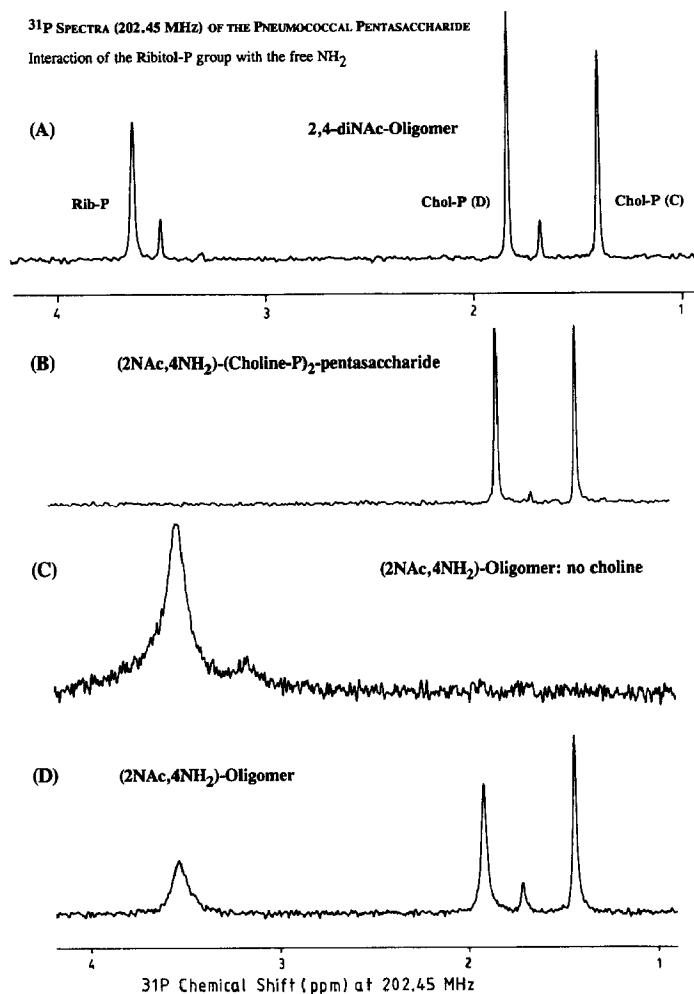 31P SPECTRA (202.45 MHz) OF THE PNEUMOCOCCAL PENTASACCHARIDE
Interaction of the Ribitol-P group with the free NH2
(A)
2,4-diNAc-Oligomer
Rib-P
Chol-P (D)
Chol-P (C)
4 3 2 1
(B) (2NAc,4NH2)-(Choline-P)2-pentasaccharide
(C) (2NAc,4NH2)-Oligomer: no choline
(D) (2NAc,4NH2)-Oligomer
4 3 2 1
31P Chemical Shift (ppm) at 202.45 MHz